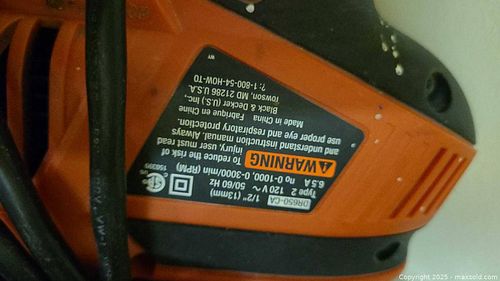 DR650-CA
1/2" (13mm)
Type 2 120 V~ 50/60 Hz
6.5 A no 0-1000, 0-3000/min (RPM)
WARNING To reduce the risk of
injury, user must read
and understand instruction manual. Always
use proper eye and respiratory protection.
Made in China Fabriqué en Chine
Black & Decker (U.S.) Inc.,
Towson, MD 21286 U.S.A.
?: 1-800-54-HOW-TO
Copyright 2025 - maxsold.com